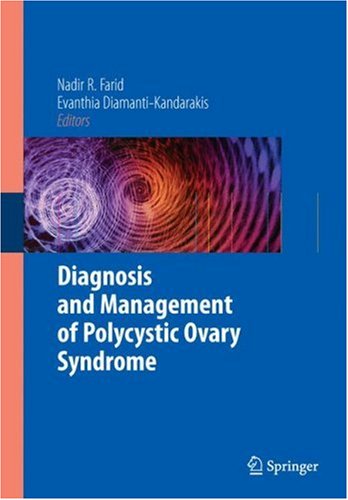 Nadir R. Farid
Evanthia Diamanti-Kandarakis
Editors
Diagnosis
and Management
of Polycystic Ovary
Syndrome
Springer